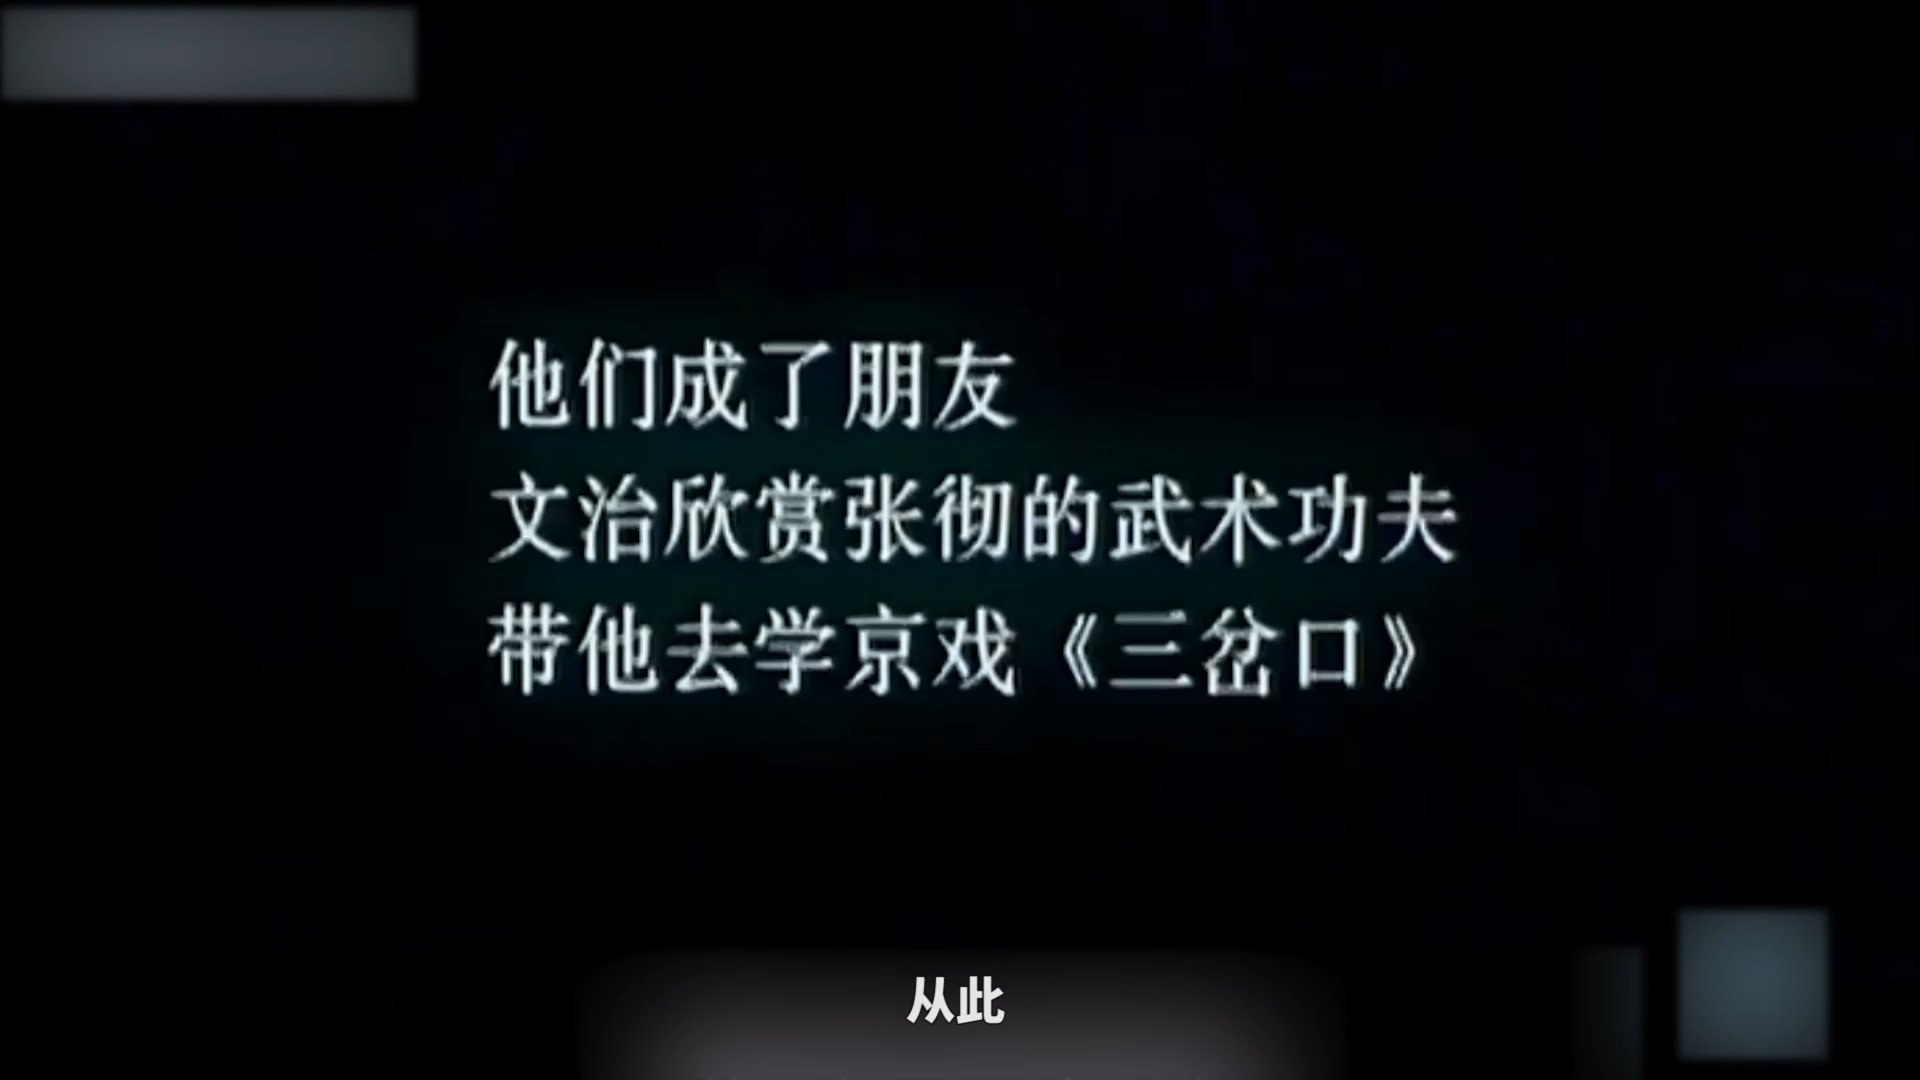 他们成了朋友
文治欣赏张彻的武术功夫
带他去学京戏《三岔口》
从此